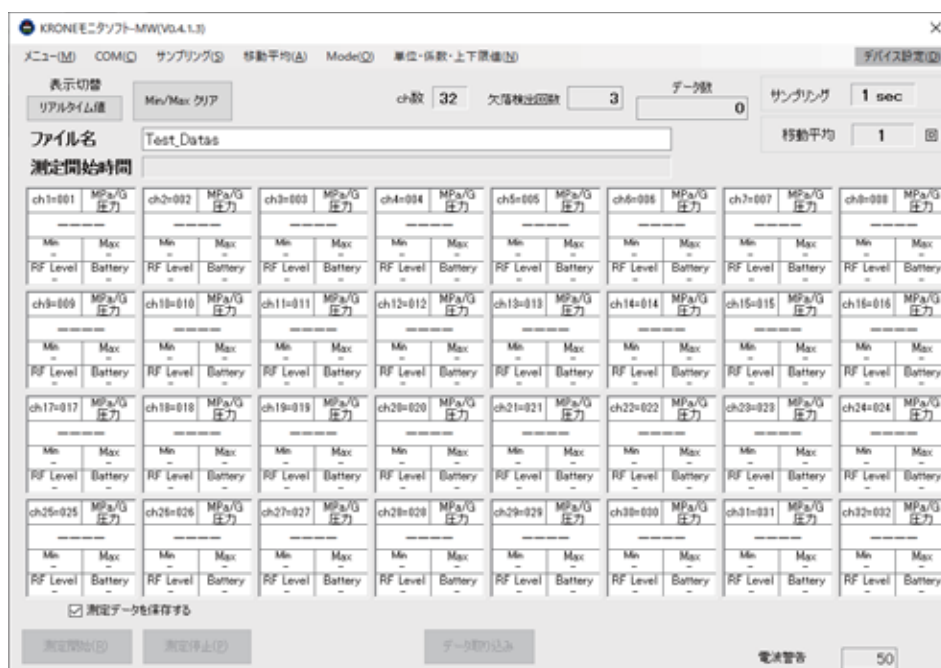 KRONEモニタソフト-MW(V0.4.1.3)
メニュー(M) COM(C) サンプリング(S) 移動平均(A) Mode(O) 単位・係数・上下限値(N) デバイス設定(D)
表示切替
リアルタイム値 Min/Max クリア ch数 32 欠落検出回数 3 データ数 0 サンプリング 1 sec
移動平均 1 回
ファイル名 Test_Datas
測定開始時間
ch1=001 MPa/G 圧力 ch2=002 MPa/G 圧力 ch3=003 MPa/G 圧力 ch4=004 MPa/G 圧力 ch5=005 MPa/G 圧力 ch6=006 MPa/G 圧力 ch7=007 MPa/G 圧力 ch8=008 MPa/G 圧力
---- ---- ---- ---- ---- ---- ---- ----
Min Max Min Max Min Max Min Max Min Max Min Max Min Max Min Max
- - - - - - - - - - - - - - - -
RF Level Battery RF Level Battery RF Level Battery RF Level Battery RF Level Battery RF Level Battery RF Level Battery RF Level Battery
- - - - - - - - - - - - - - - -
ch9=009 MPa/G 圧力 ch10=010 MPa/G 圧力 ch11=011 MPa/G 圧力 ch12=012 MPa/G 圧力 ch13=013 MPa/G 圧力 ch14=014 MPa/G 圧力 ch15=015 MPa/G 圧力 ch16=016 MPa/G 圧力
---- ---- ---- ---- ---- ---- ---- ----
Min Max Min Max Min Max Min Max Min Max Min Max Min Max Min Max
- - - - - - - - - - - - - - - -
RF Level Battery RF Level Battery RF Level Battery RF Level Battery RF Level Battery RF Level Battery RF Level Battery RF Level Battery
- - - - - - - - - - - - - - - -
ch17=017 MPa/G 圧力 ch18=018 MPa/G 圧力 ch19=019 MPa/G 圧力 ch20=020 MPa/G 圧力 ch21=021 MPa/G 圧力 ch22=022 MPa/G 圧力 ch23=023 MPa/G 圧力 ch24=024 MPa/G 圧力
---- ---- ---- ---- ---- ---- ---- ----
Min Max Min Max Min Max Min Max Min Max Min Max Min Max Min Max
- - - - - - - - - - - - - - - -
RF Level Battery RF Level Battery RF Level Battery RF Level Battery RF Level Battery RF Level Battery RF Level Battery RF Level Battery
- - - - - - - - - - - - - - - -
ch25=025 MPa/G 圧力 ch26=026 MPa/G 圧力 ch27=027 MPa/G 圧力 ch28=028 MPa/G 圧力 ch29=029 MPa/G 圧力 ch30=030 MPa/G 圧力 ch31=031 MPa/G 圧力 ch32=032 MPa/G 圧力
---- ---- ---- ---- ---- ---- ---- ----
Min Max Min Max Min Max Min Max Min Max Min Max Min Max Min Max
- - - - - - - - - - - - - - - -
RF Level Battery RF Level Battery RF Level Battery RF Level Battery RF Level Battery RF Level Battery RF Level Battery RF Level Battery
- - - - - - - - - - - - - - - -
測定データを保存する
測定開始(R) 測定停止(P) データ取り込み 電波警告 50